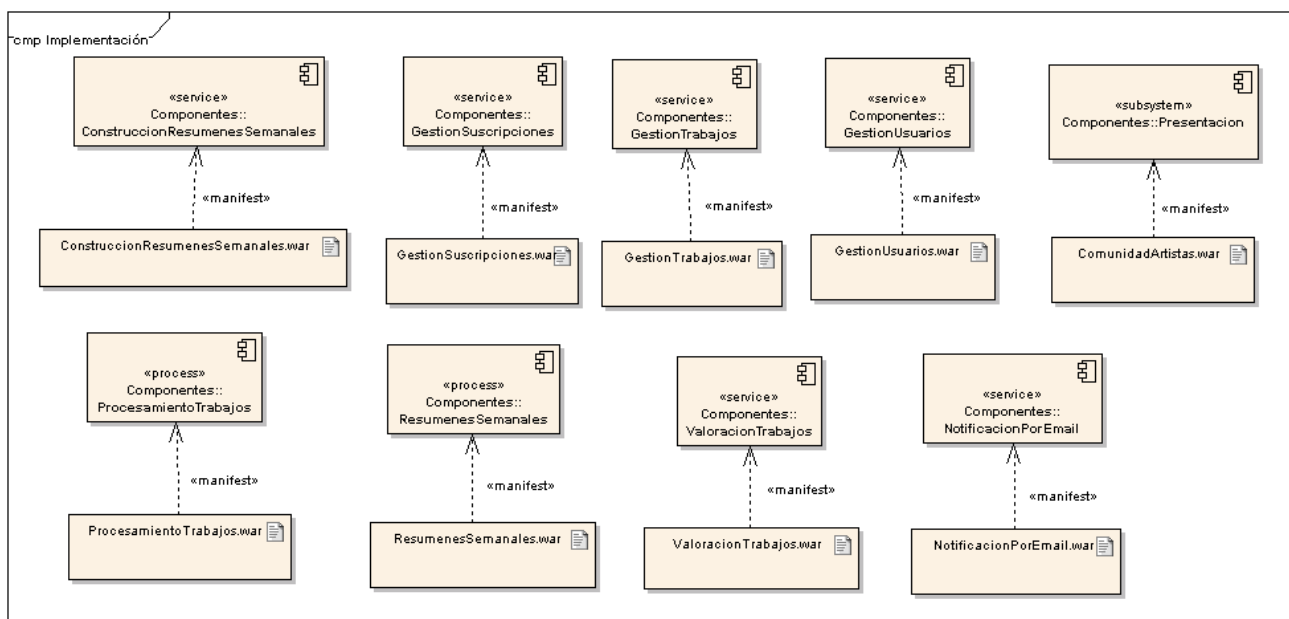 cmp Implementación
«service»
Componentes::
ConstruccionResumenesSemanales
«service»
Componentes::
GestionSuscripciones
«service»
Componentes::
GestionTrabajos
«service»
Componentes::
GestionUsuarios
«subsystem»
Componentes::Presentacion
«manifest»
«manifest»
«manifest»
«manifest»
«manifest»
ConstruccionResumenesSemanales.war
GestionSuscripciones.war
GestionTrabajos.war
GestionUsuarios.war
ComunidadArtistas.war
«process»
Componentes::
ProcesamientoTrabajos
«process»
Componentes::
ResumenesSemanales
«service»
Componentes::
ValoracionTrabajos
«service»
Componentes::
NotificacionPorEmail
«manifest»
«manifest»
«manifest»
«manifest»
ProcesamientoTrabajos.war
ResumenesSemanales.war
ValoracionTrabajos.war
NotificacionPorEmail.war